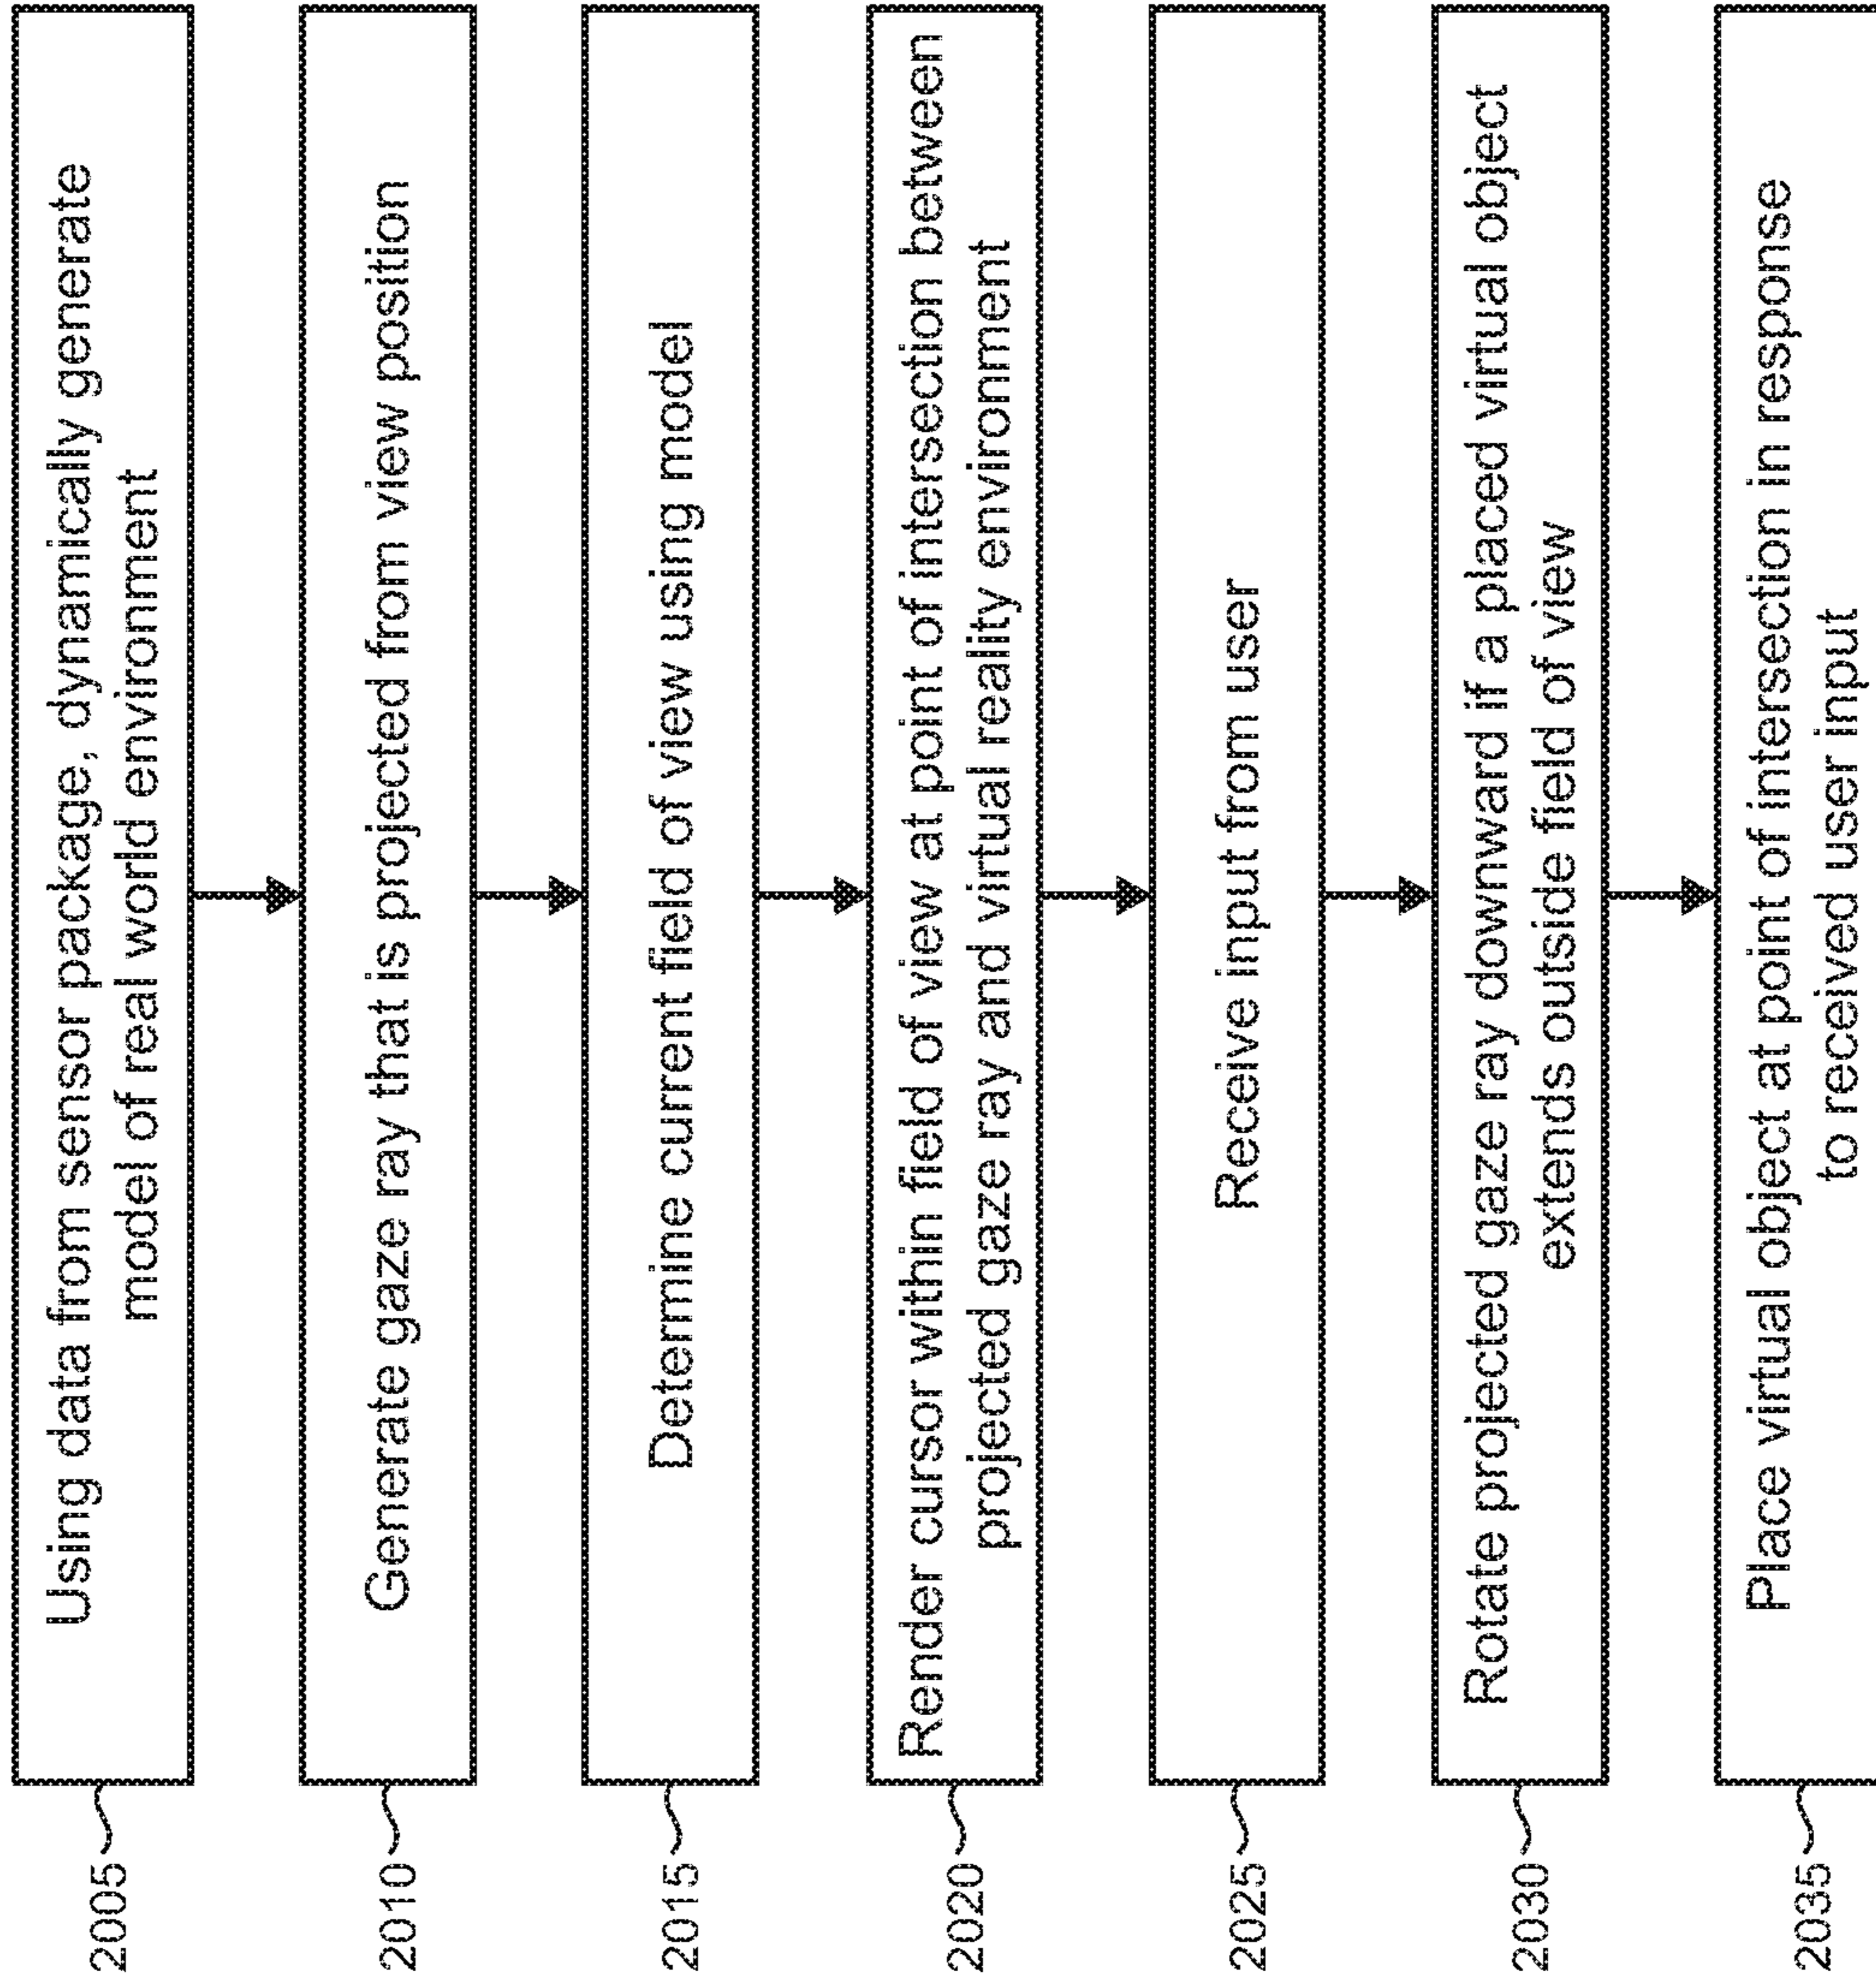 2005
Using data from sensor package, dynamically generate
model of real world environment
2010
Generate gaze ray that is projected from view position
2015
Determine current field of view using model
2020
Render cursor within field of view at point of intersection between
projected gaze ray and virtual reality environment
2025
Receive input from user
2030
Rotate projected gaze ray downward if a placed virtual object
extends outside field of view
2035
Place virtual object at point of intersection in response
to received user input